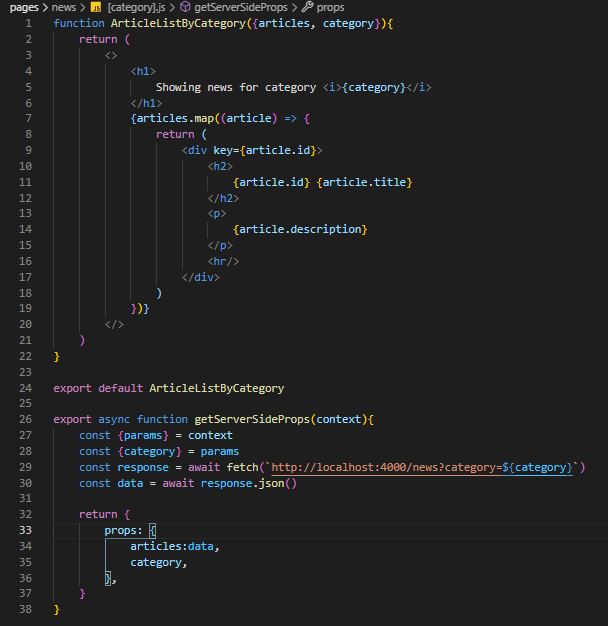 pages > news > JS [category].js > getServerSideProps > props
1 function ArticleListByCategory({articles, category}){
2     return (
3         <>
4             <h1>
5                 Showing news for category <i>{category}</i>
6             </h1>
7             {articles.map((article) => {
8                 return (
9                     <div key={article.id}>
10                         <h2>
11                             {article.id} {article.title}
12                         </h2>
13                         <p>
14                             {article.description}
15                         </p>
16                         <hr/>
17                     </div>
18                 )
19             })}
20         </>
21     )
22 }
23
24 export default ArticleListByCategory
25
26 export async function getServerSideProps(context){
27     const {params} = context
28     const {category} = params
29     const response = await fetch(`http://localhost:4000/news?category=${category}`)
30     const data = await response.json()
31
32     return {
33         props: {
34             articles:data,
35             category,
36         },
37     }
38 }